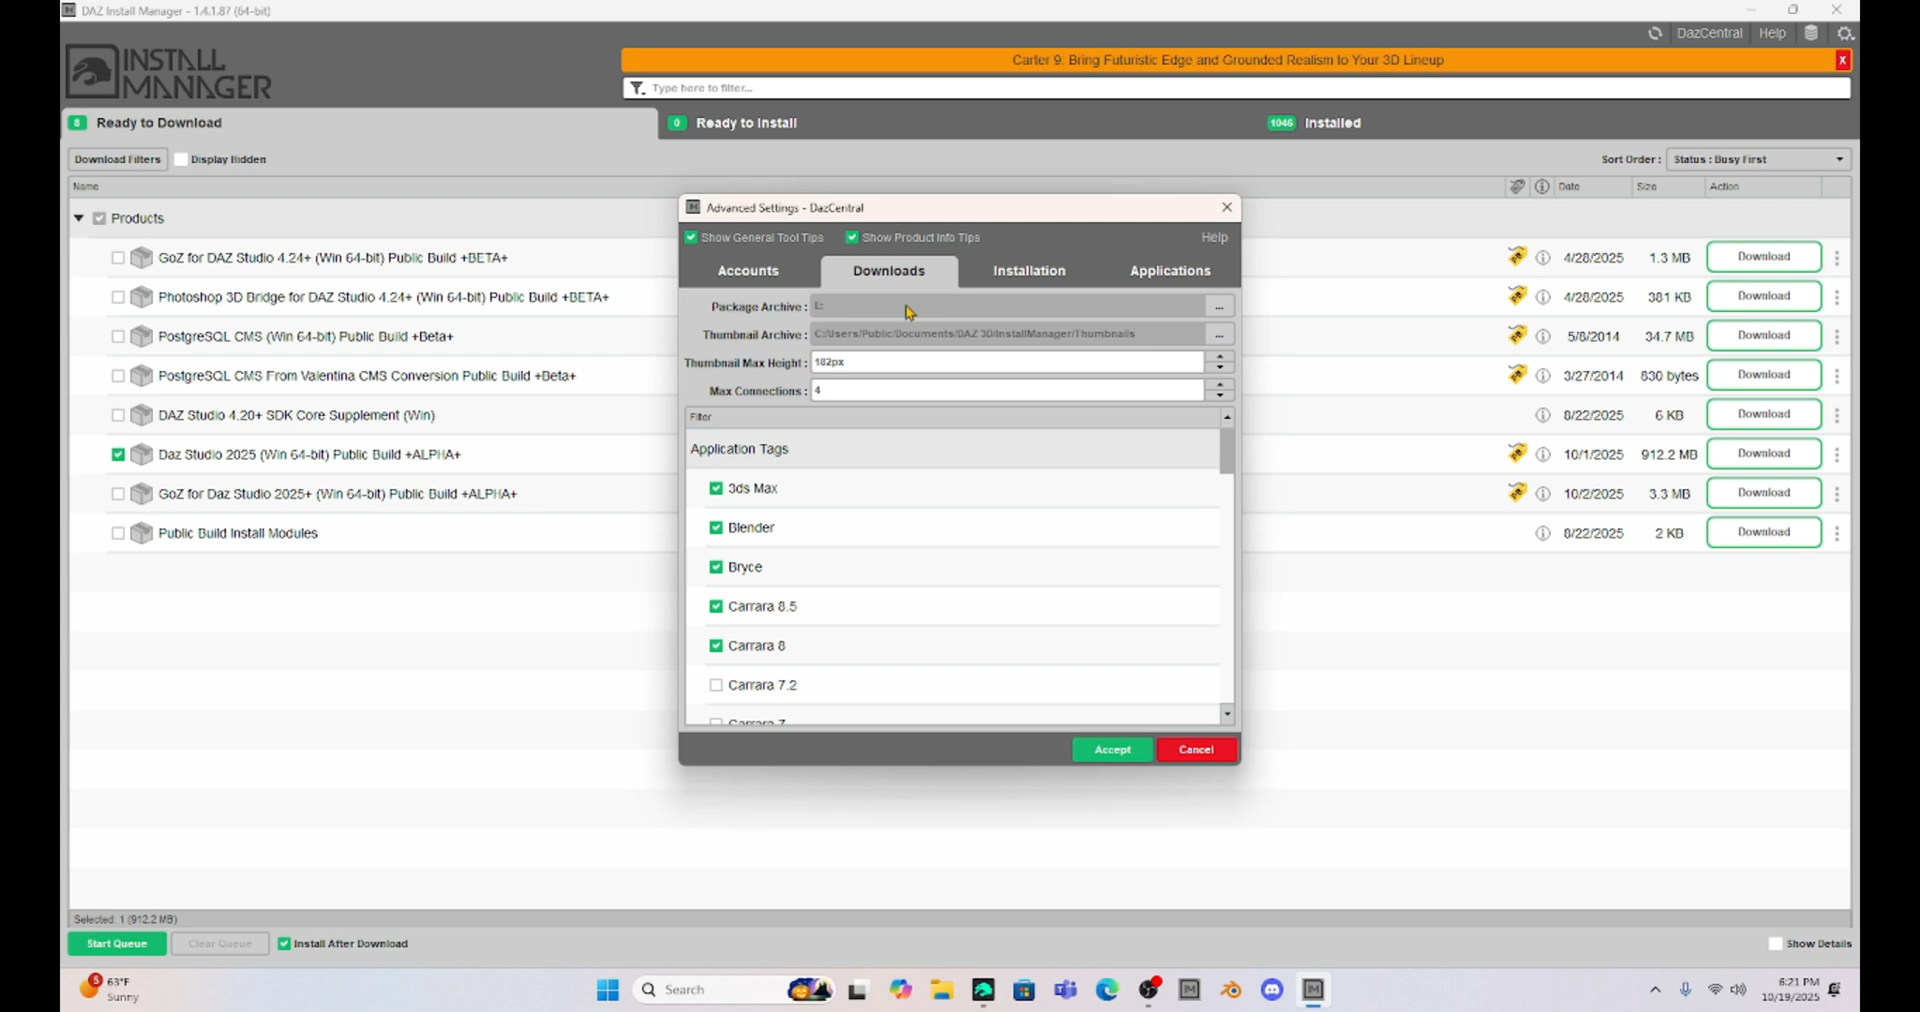 DAZ Install Manager - 1.4.1.87 (64-bit)
DazCentral Help
INSTALL
MANAGER
Carter 9: Bring Futuristic Edge and Grounded Realism to Your 3D Lineup X
Type here to filter...
8 Ready to Download
0 Ready to Install
1046 Installed
Download Filters Display Hidden
Sort Order : Status : Busy First
Name Date Size Action
Products
GoZ for DAZ Studio 4.24+ (Win 64-bit) Public Build +BETA+ 4/28/2025 1.3 MB Download
Photoshop 3D Bridge for DAZ Studio 4.24+ (Win 64-bit) Public Build +BETA+ 4/28/2025 381 KB Download
PostgreSQL CMS (Win 64-bit) Public Build +Beta+ 5/8/2014 34.7 MB Download
PostgreSQL CMS From Valentina CMS Conversion Public Build +Beta+ 3/27/2014 830 bytes Download
DAZ Studio 4.20+ SDK Core Supplement (Win) 8/22/2025 6 KB Download
Daz Studio 2025 (Win 64-bit) Public Build +ALPHA+ 10/1/2025 912.2 MB Download
GoZ for Daz Studio 2025+ (Win 64-bit) Public Build +ALPHA+ 10/2/2025 3.3 MB Download
Public Build Install Modules 8/22/2025 2 KB Download
Advanced Settings - DazCentral
Show General Tool Tips Show Product Info Tips Help
Accounts Downloads Installation Applications
Package Archive : E: ...
Thumbnail Archive : C:/Users/Public/Documents/DAZ 3D/InstallManager/Thumbnails ...
Thumbnail Max Height : 182px
Max Connections : 4
Filter
Application Tags
3ds Max
Blender
Bryce
Carrara 8.5
Carrara 8
Carrara 7.2
Carrara 7
Accept Cancel
Selected: 1 (912.2 MB)
Start Queue Clear Queue Install After Download Show Details
5 63°F
Sunny
Search
6:21 PM
10/19/2025